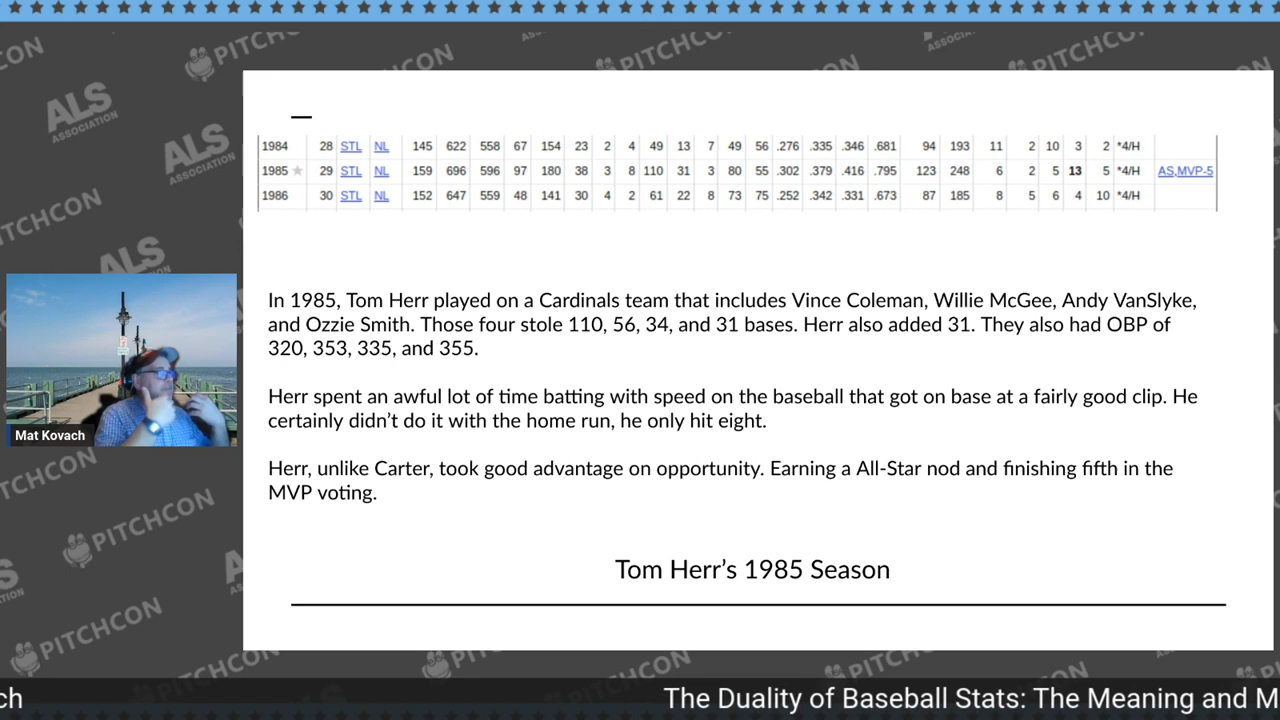 PITCHCON
ALS
ASSOCIATION
1984 28 STL NL 145 622 558 67 154 23 2 4 49 13 7 49 56 .276 .335 .346 .681 94 193 11 2 10 3 2 *4/H
1985 29 STL NL 159 696 596 97 180 38 3 8 110 31 3 80 55 .302 .379 .416 .795 123 248 6 2 5 13 5 *4/H AS,MVP-5
1986 30 STL NL 152 647 559 48 141 30 4 2 61 22 8 73 75 .252 .342 .331 .673 87 185 8 5 6 4 10 *4/H
In 1985, Tom Herr played on a Cardinals team that includes Vince Coleman, Willie McGee, Andy VanSlyke,
and Ozzie Smith. Those four stole 110, 56, 34, and 31 bases. Herr also added 31. They also had OBP of
320, 353, 335, and 355.
Herr spent an awful lot of time batting with speed on the baseball that got on base at a fairly good clip. He
certainly didn't do it with the home run, he only hit eight.
Herr, unlike Carter, took good advantage on opportunity. Earning a All-Star nod and finishing fifth in the
MVP voting.
Tom Herr's 1985 Season
Mat Kovach
ch The Duality of Baseball Stats: The Meaning and M